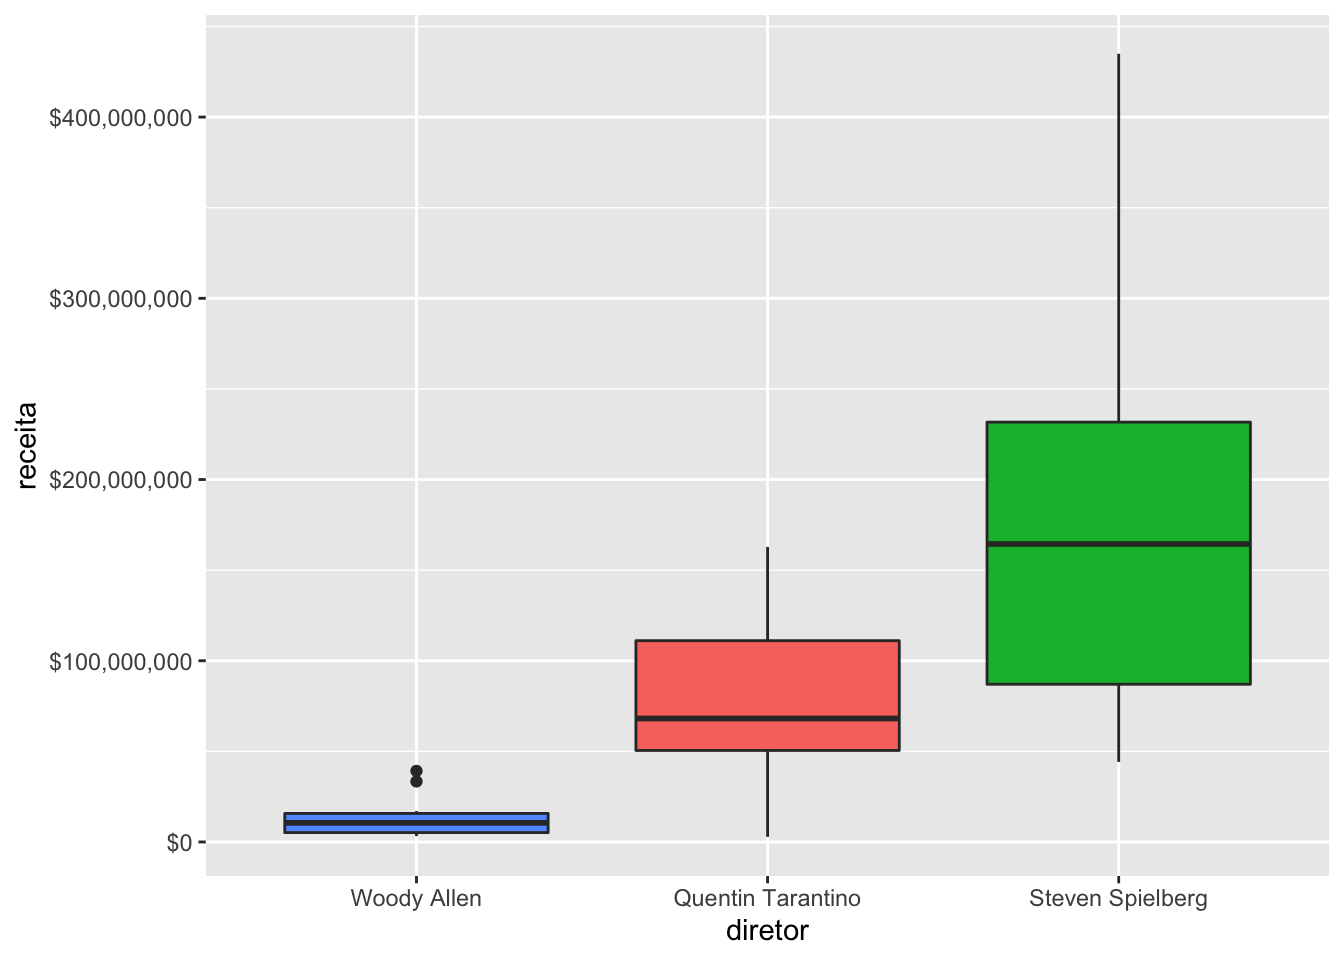 receita
$400,000,000
$300,000,000
$200,000,000
$100,000,000
$0
Woody Allen
Quentin Tarantino
Steven Spielberg
diretor